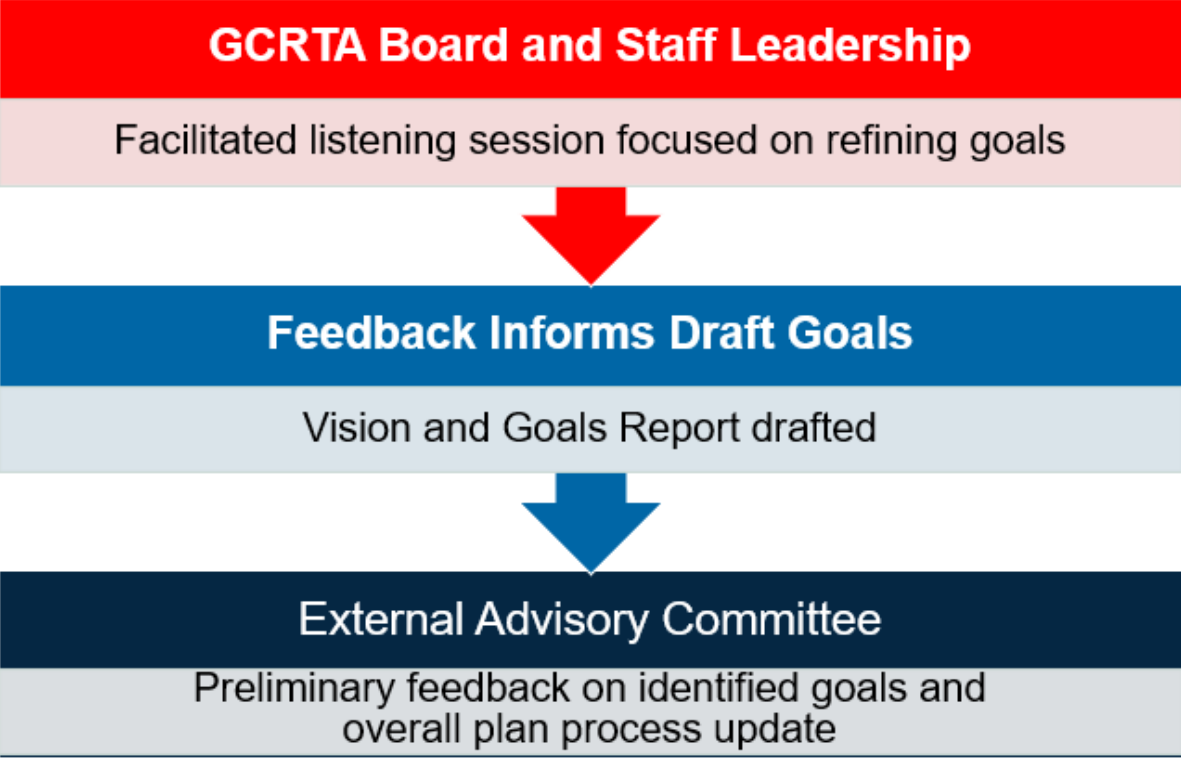 GCRTA Board and Staff Leadership
Facilitated listening session focused on refining goals
Feedback Informs Draft Goals
Vision and Goals Report drafted
External Advisory Committee
Preliminary feedback on identified goals and
overall plan process update